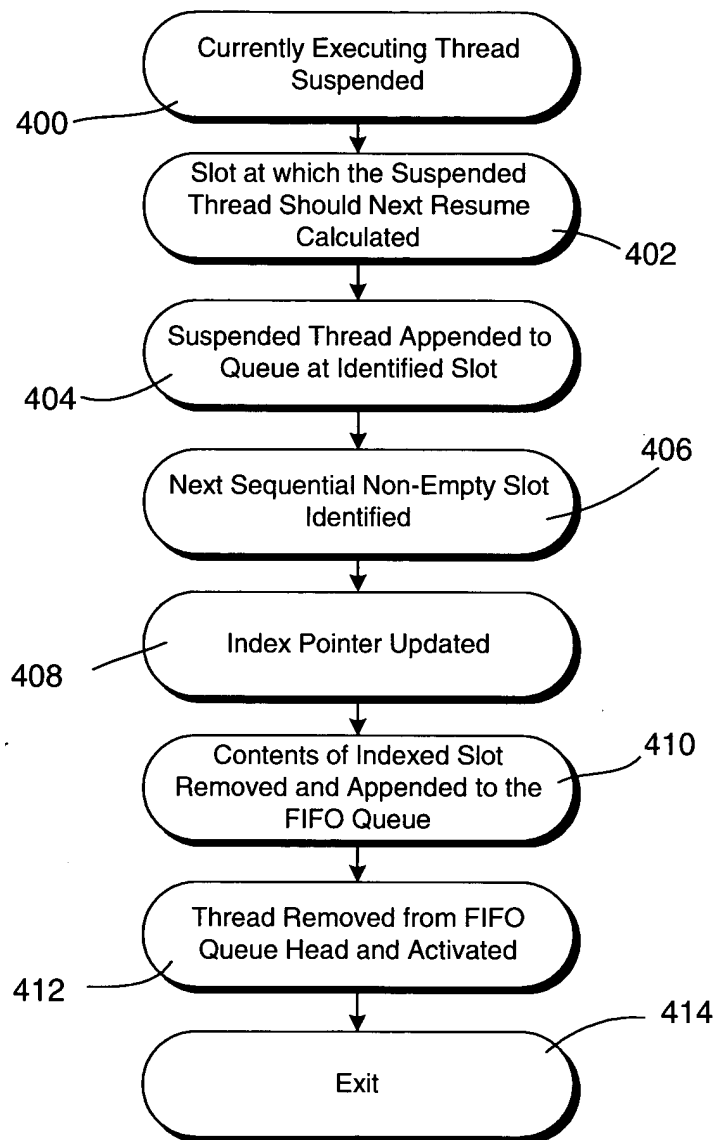 Currently Executing Thread
Suspended
400
Slot at which the Suspended
Thread Should Next Resume
Calculated
402
Suspended Thread Appended to
Queue at Identified Slot
404
406
Next Sequential Non-Empty Slot
Identified
Index Pointer Updated
408
410
Contents of Indexed Slot
Removed and Appended to the
FIFO Queue
Thread Removed from FIFO
Queue Head and Activated
412
414
Exit